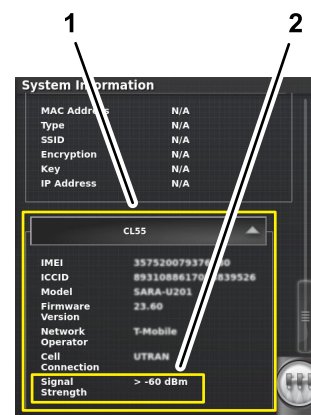 1 2
System Information
MAC Address N/A
Type N/A
SSID N/A
Encryption N/A
Key N/A
IP Address N/A
CL55
IMEI
ICCID
Model SARA-U201
Firmware Version 23.60
Network Operator T-Mobile
Cell Connection UTRAN
Signal Strength > -60 dBm